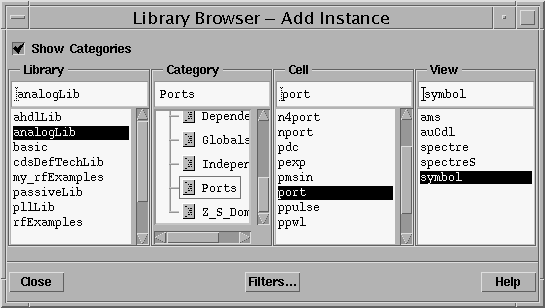 Library Browser – Add Instance
Show Categories
Library Category Cell View
analogLib Ports port symbol
ahdlLib
analogLib
basic
cdsDefTechLib
my_rfExamples
passiveLib
pllLib
rfExamples
Depende
Globals
Indepen
Ports
Z_S_Dom
n4port
nport
pdc
pexp
pmsin
port
ppulse
ppwl
ams
auCdl
spectre
spectreS
symbol
Close Filters... Help